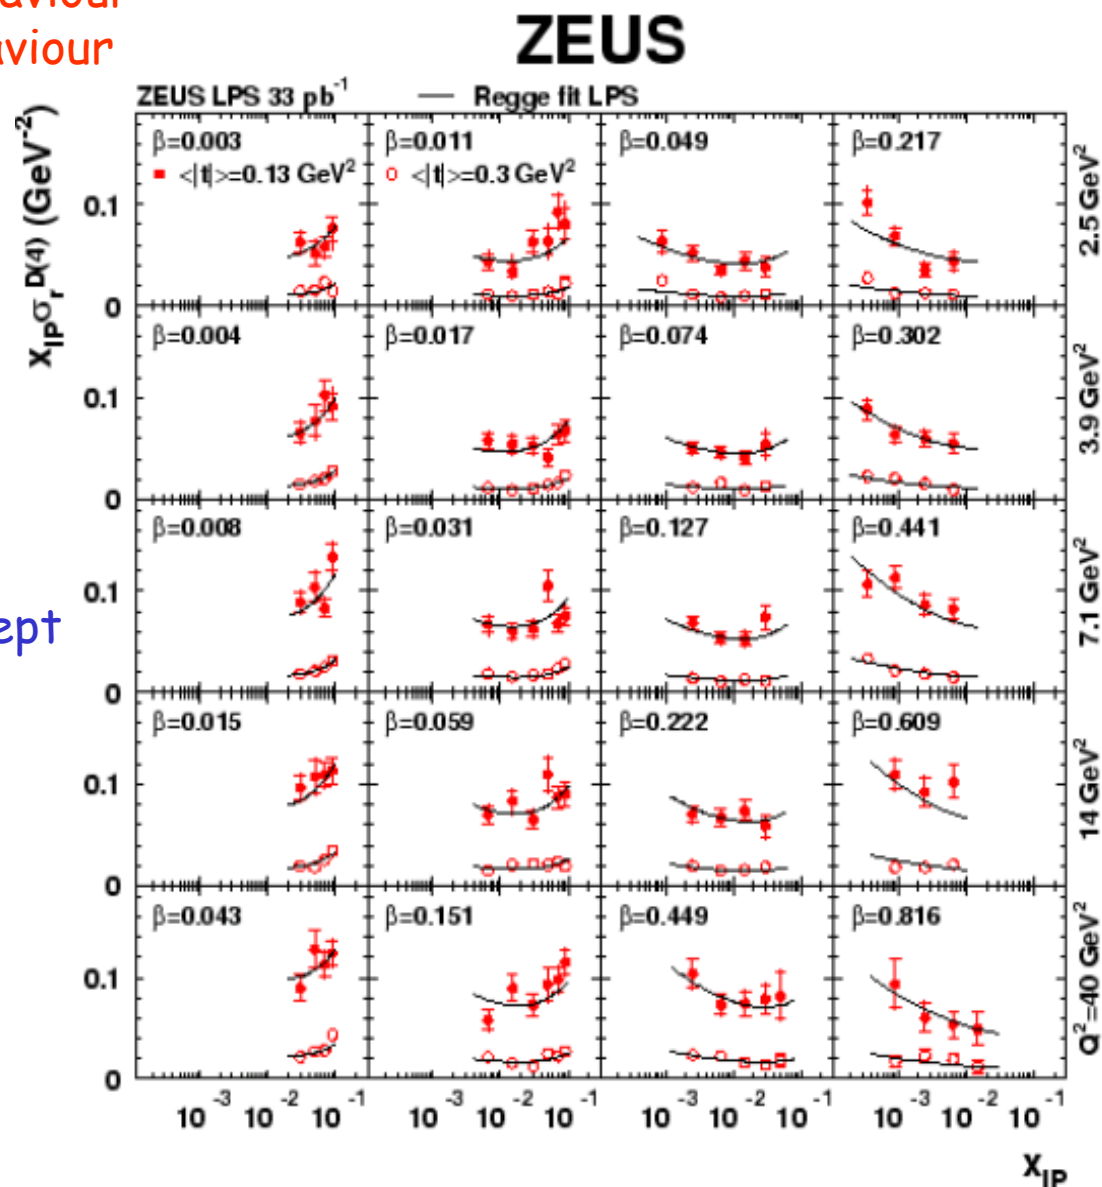 aviour
ZEUS
ZEUS LPS 33 pb⁻¹ — Regge fit LPS
x_IP σ_r^D(4) (GeV⁻²)
β=0.003 β=0.011 β=0.049 β=0.217
<|t|>=0.13 GeV² <|t|>=0.3 GeV²
0.1
0
2.5 GeV²
β=0.004 β=0.017 β=0.074 β=0.302
0.1
0
3.9 GeV²
β=0.008 β=0.031 β=0.127 β=0.441
0.1
0
7.1 GeV²
ept
β=0.015 β=0.059 β=0.222 β=0.609
0.1
0
14 GeV²
β=0.043 β=0.151 β=0.449 β=0.816
0.1
0
Q²=40 GeV²
10⁻³ 10⁻² 10⁻¹ 10⁻³ 10⁻² 10⁻¹ 10⁻³ 10⁻² 10⁻¹ 10⁻³ 10⁻² 10⁻¹
x_IP